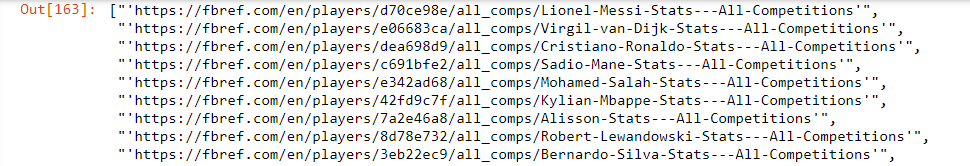 Out[163]: ["'https://fbref.com/en/players/d70ce98e/all_comps/Lionel-Messi-Stats---All-Competitions'",
"'https://fbref.com/en/players/e06683ca/all_comps/Virgil-van-Dijk-Stats---All-Competitions'",
"'https://fbref.com/en/players/dea698d9/all_comps/Cristiano-Ronaldo-Stats---All-Competitions'",
"'https://fbref.com/en/players/c691bfe2/all_comps/Sadio-Mane-Stats---All-Competitions'",
"'https://fbref.com/en/players/e342ad68/all_comps/Mohamed-Salah-Stats---All-Competitions'",
"'https://fbref.com/en/players/42fd9c7f/all_comps/Kylian-Mbappe-Stats---All-Competitions'",
"'https://fbref.com/en/players/7a2e46a8/all_comps/Alisson-Stats---All-Competitions'",
"'https://fbref.com/en/players/8d78e732/all_comps/Robert-Lewandowski-Stats---All-Competitions'",
"'https://fbref.com/en/players/3eb22ec9/all_comps/Bernardo-Silva-Stats---All-Competitions'",